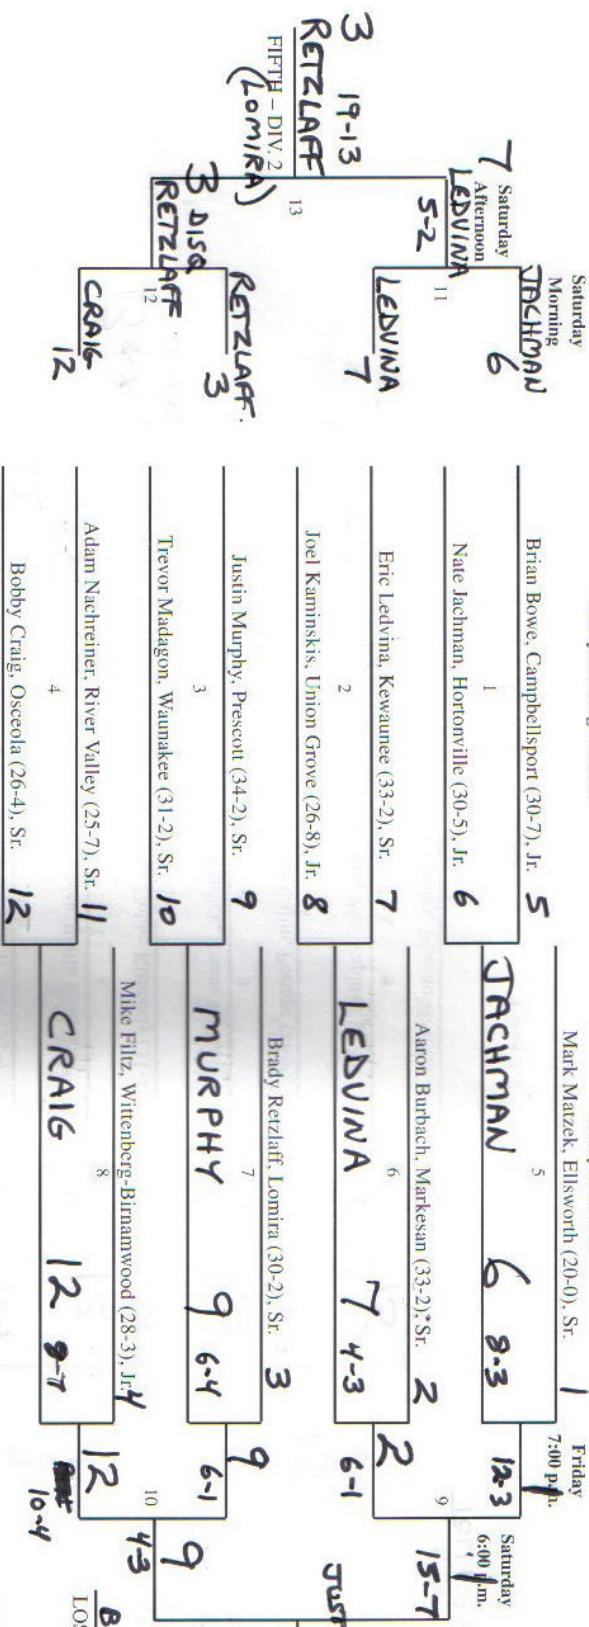 Saturday
Morning
JACHMAN
6
Saturday
Afternoon
7
LEDVINA
5-2
11
LEDVINA
7
3
19-13
RETZLAFF
FIFTH – DIV. 2
(LOMIRA)
13
RETZLAFF.
3
3 DISQ
RETZLAFF
12
CRAIG
12
Brian Bowe, Campbellsport (30-7), Jr. 5
1
Nate Jachman, Hortonville (30-5), Jr. 6
Eric Ledvina, Kewaunee (33-2), Sr. 7
2
Joel Kaminskis, Union Grove (26-8), Jr. 8
Justin Murphy, Prescott (34-2), Sr. 9
3
Trevor Madagon, Waunakee (31-2), Sr. 10
Adam Nachreiner, River Valley (25-7), Sr. 11
4
Bobby Craig, Osceola (26-4), Sr. 12
Mark Matzek, Ellsworth (20-0), Sr. 1
5
JACHMAN 6 8-3
Aaron Burbach, Markesan (33-2),* Sr. 2
6
LEDVINA 7 4-3
Brady Retzlaff, Lomira (30-2), Sr. 3
7
MURPHY 9 6-4
Mike Filtz, Wittenberg-Birnamwood (28-3), Jr. 4
8
CRAIG 12
Friday
7:00 p.m.
1
12-3
9
2
6-1
9
6-1
10
12
10-4
Saturday
6:00 p.m.
1
15-7
9
4-3
JUST
B
LOS